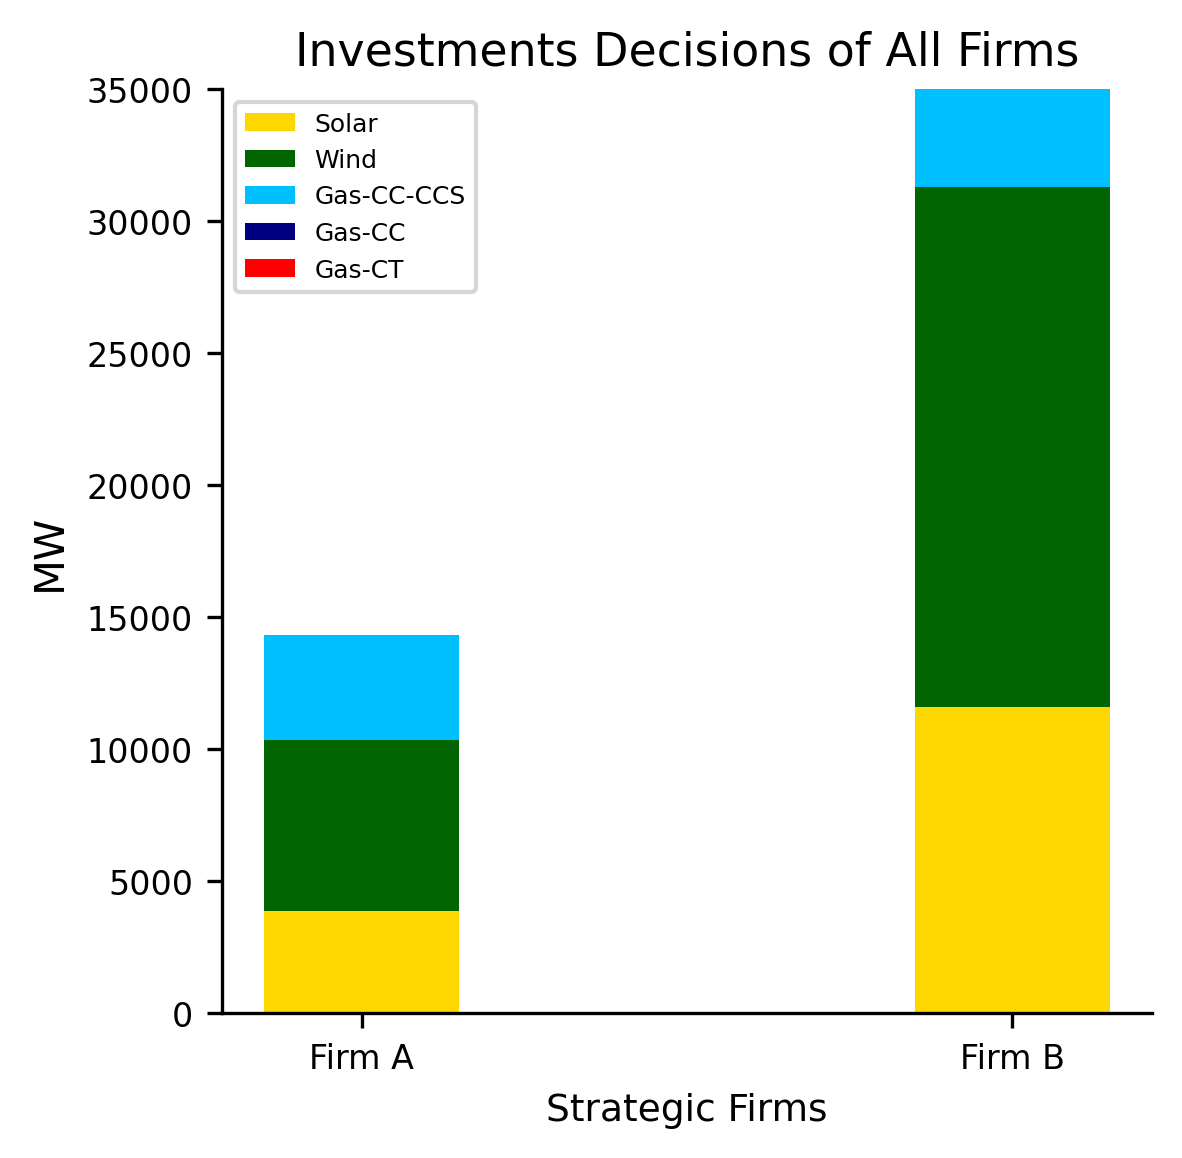 Investments Decisions of All Firms
35000
30000
25000
20000
15000
10000
5000
0
MW
Solar
Wind
Gas-CC-CCS
Gas-CC
Gas-CT
Firm A
Firm B
Strategic Firms